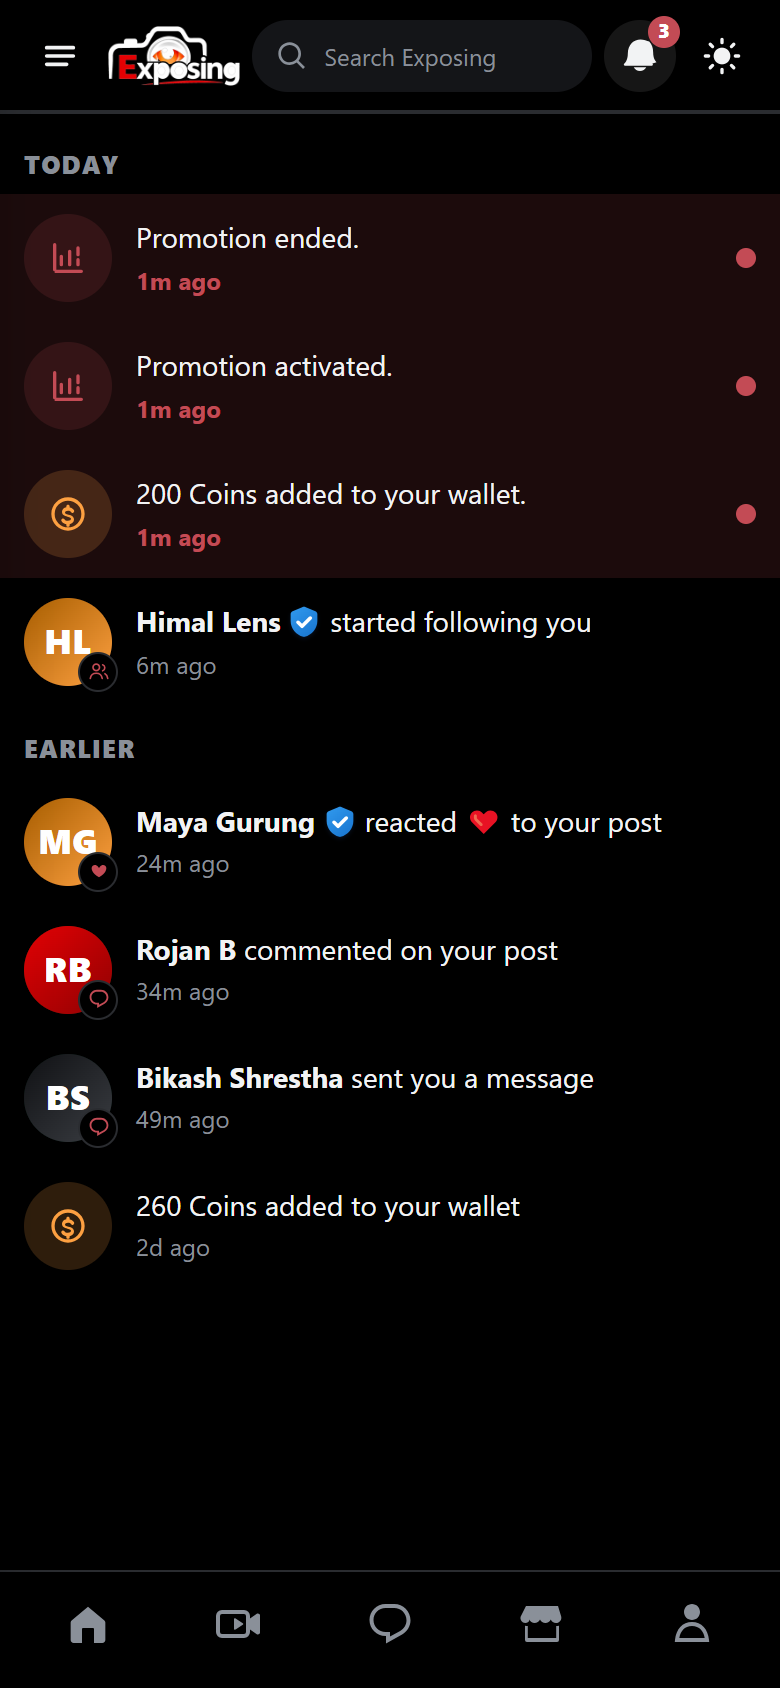 Exposing
Search Exposing
3
TODAY
Promotion ended.
1m ago
Promotion activated.
1m ago
200 Coins added to your wallet.
1m ago
HL
Himal Lens started following you
6m ago
EARLIER
MG
Maya Gurung reacted ❤️ to your post
24m ago
RB
Rojan B commented on your post
34m ago
BS
Bikash Shrestha sent you a message
49m ago
260 Coins added to your wallet
2d ago